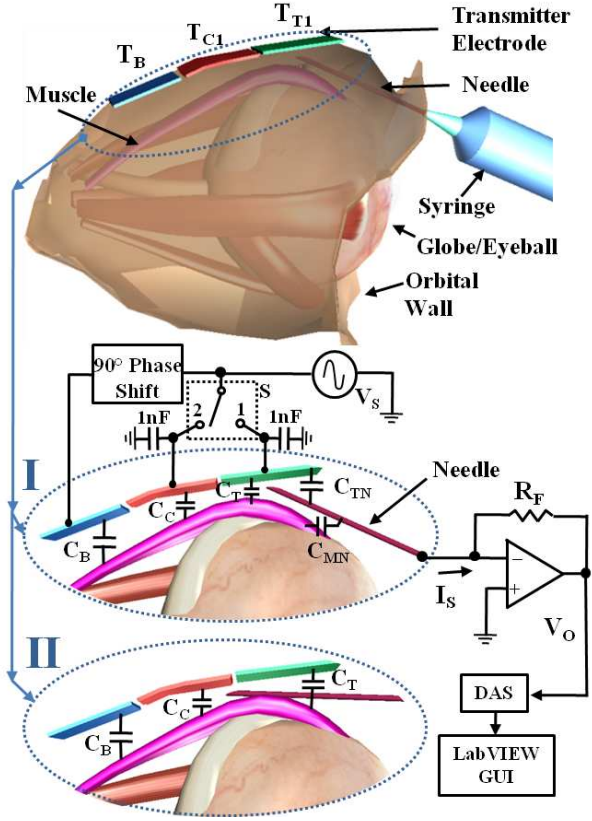 T_T1
Transmitter
Electrode
T_C1
T_B
Needle
Muscle
Syringe
Globe/Eyeball
Orbital
Wall
90° Phase
Shift
S
V_S
1nF
2
1
1nF
I
Needle
C_TN
R_F
C_T
C_C
C_B
C_MN
−
+
I_S
V_O
II
C_T
C_C
C_B
DAS
LabVIEW
GUI